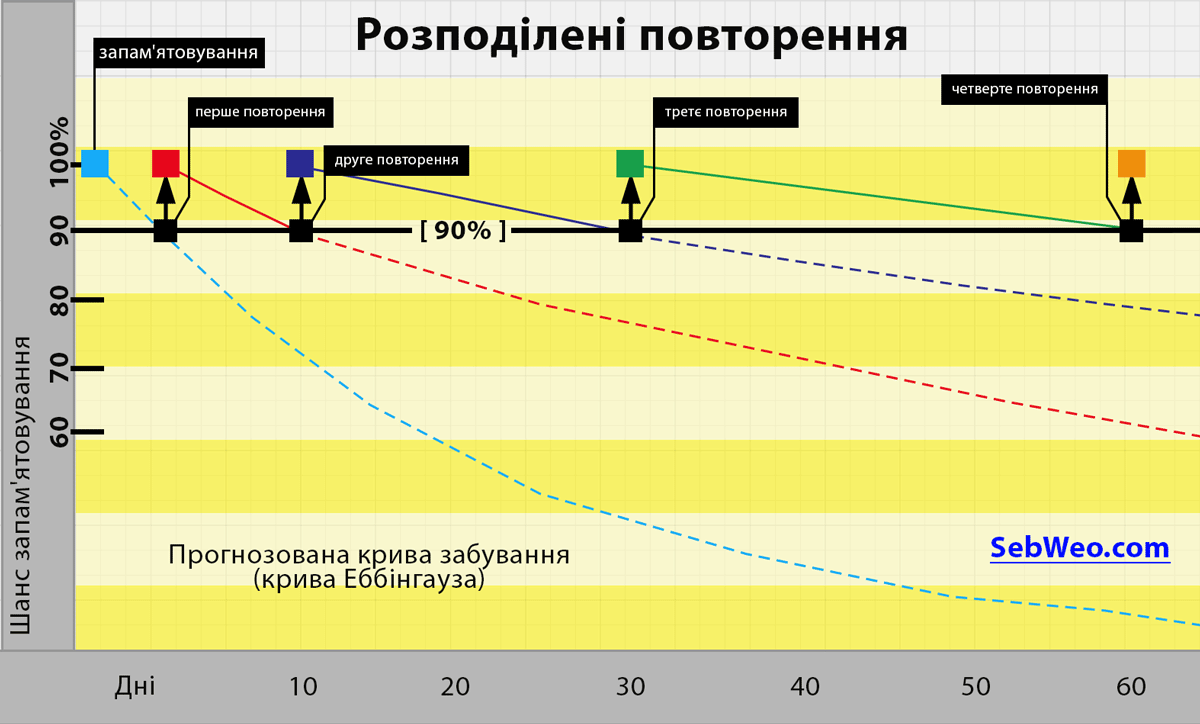 Розподілені повторення
запам'ятовування
четверте повторення
перше повторення
третє повторення
друге повторення
100%
90
[ 90% ]
80
70
60
Шанс запам'ятовування
Прогнозована крива забування
(крива Еббінгауза)
SebWeo.com
Дні 10 20 30 40 50 60